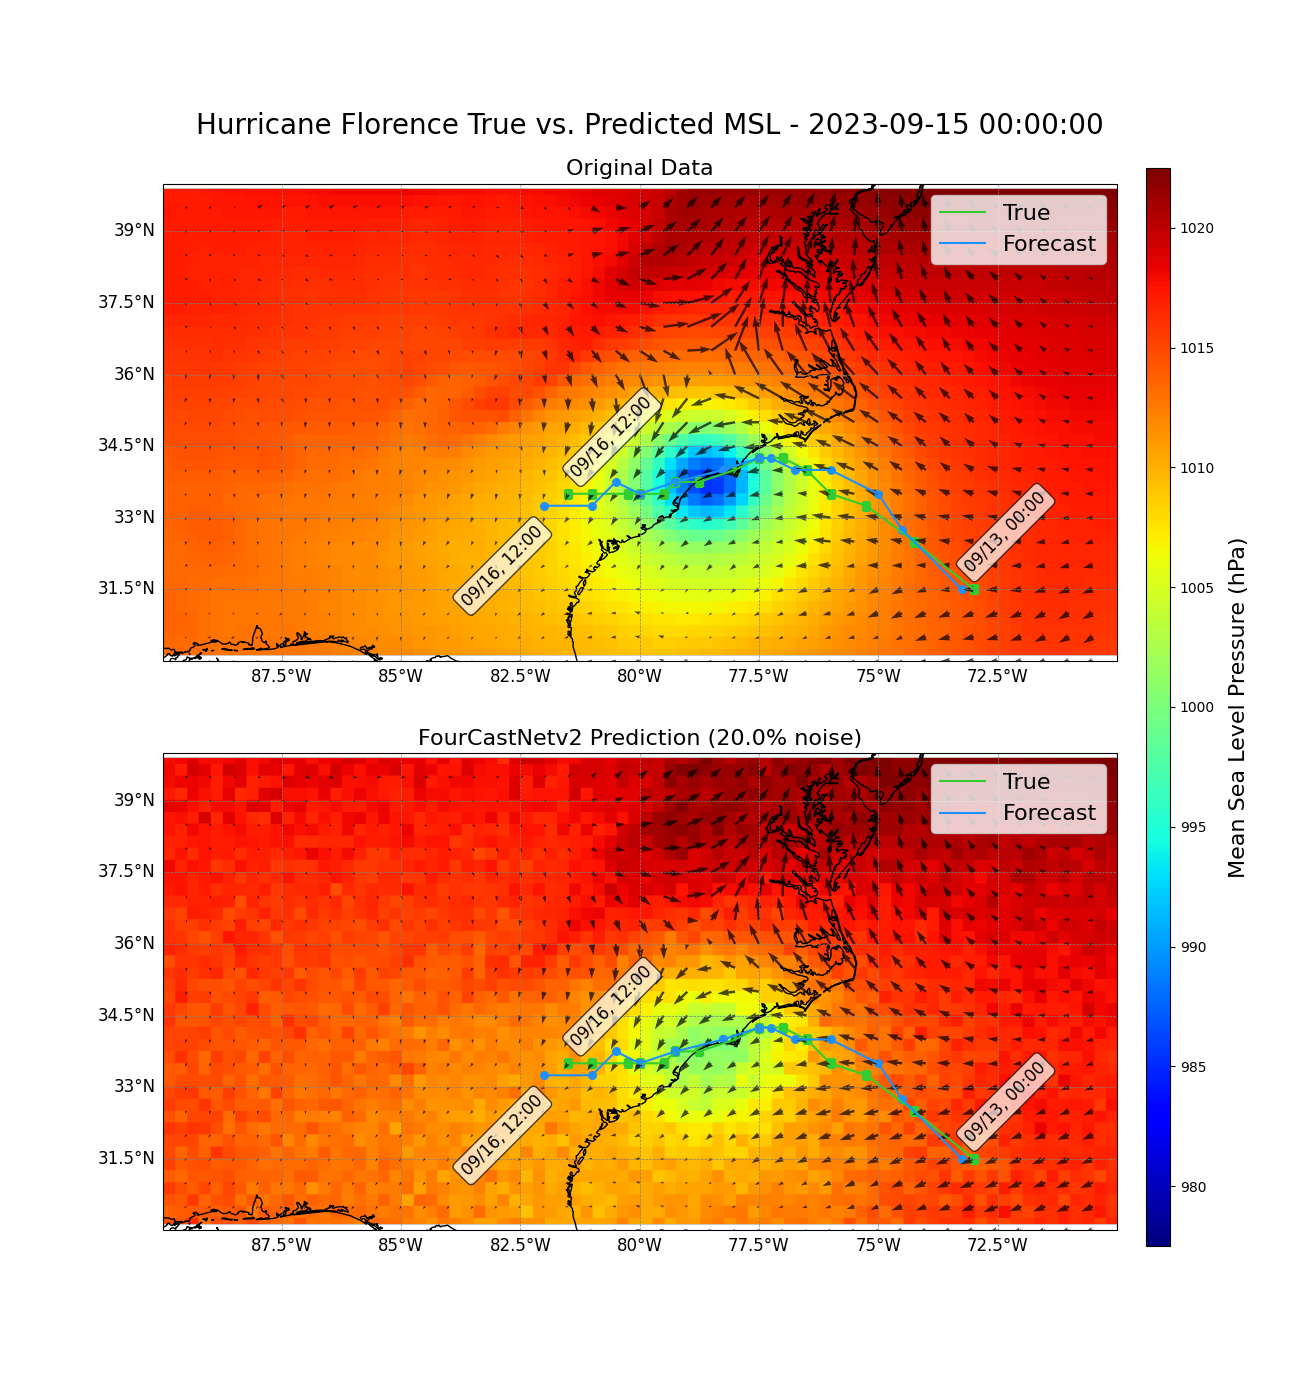 Hurricane Florence True vs. Predicted MSL - 2023-09-15 00:00:00
Original Data
True
Forecast
39°N
37.5°N
36°N
34.5°N
33°N
31.5°N
09/16, 12:00
09/16, 12:00
09/13, 00:00
87.5°W
85°W
82.5°W
80°W
77.5°W
75°W
72.5°W
FourCastNetv2 Prediction (20.0% noise)
True
Forecast
39°N
37.5°N
36°N
34.5°N
33°N
31.5°N
09/16, 12:00
09/16, 12:00
09/13, 00:00
87.5°W
85°W
82.5°W
80°W
77.5°W
75°W
72.5°W
1020
1015
1010
1005
1000
995
990
985
980
Mean Sea Level Pressure (hPa)